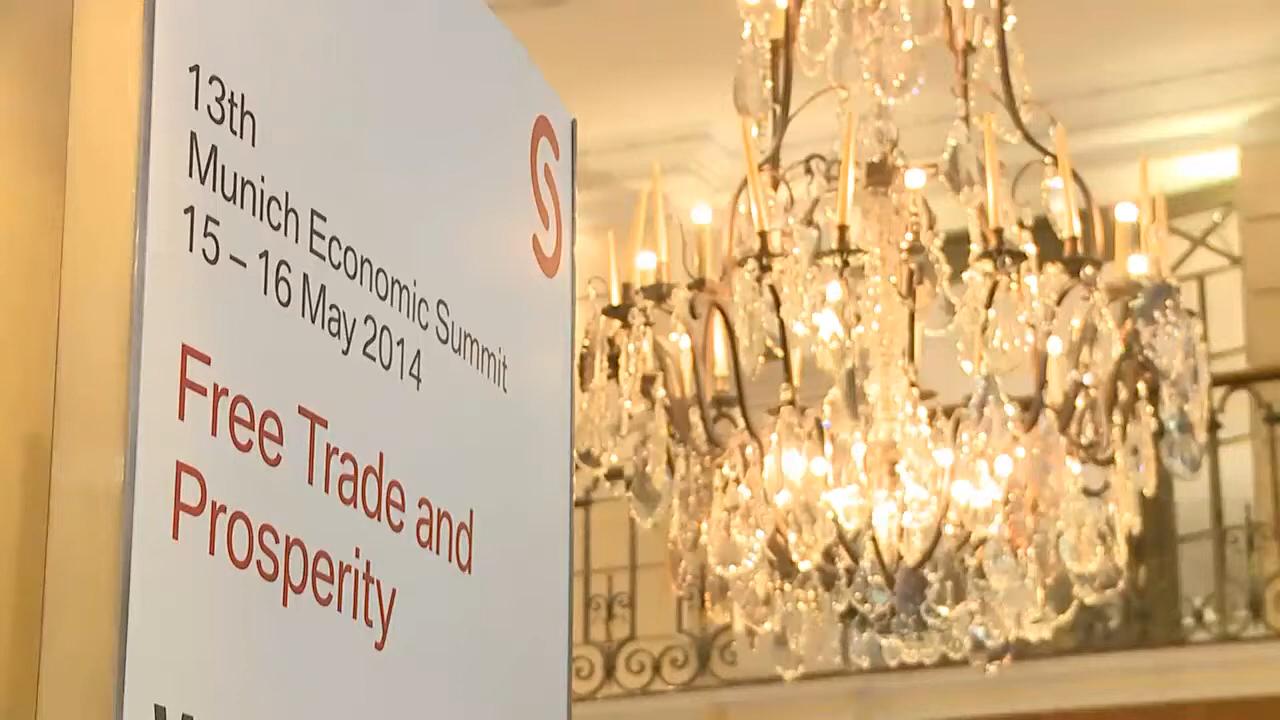 13th
Munich Economic Summit
15 – 16 May 2014
Free Trade and
Prosperity